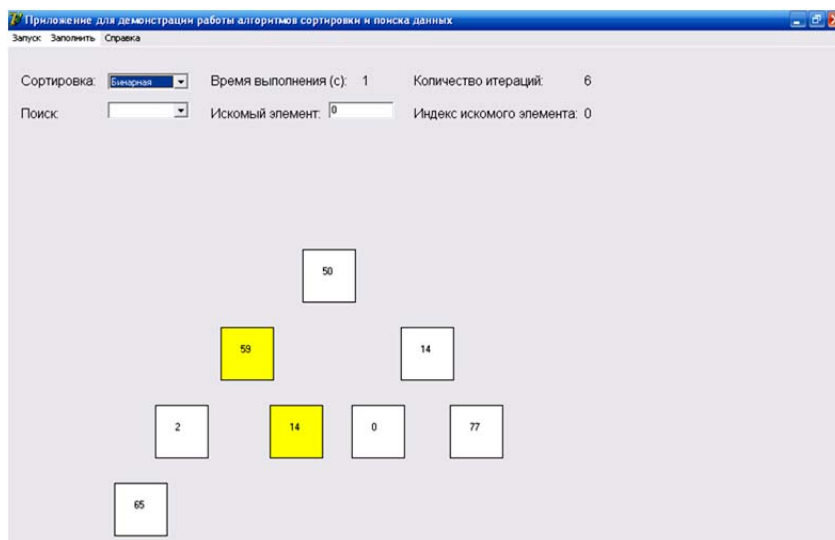 Приложение для демонстрации работы алгоритмов сортировки и поиска данных
Запуск Заполнить Справка
Сортировка: Бинарная Время выполнения (с): 1 Количество итераций: 6
Поиск: Искомый элемент: 0 Индекс искомого элемента: 0
50
59 14
2 14 0 77
65